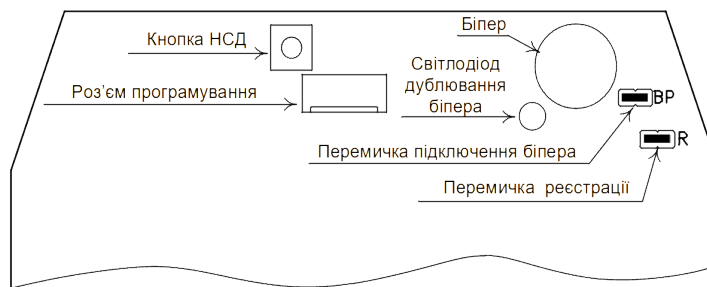 Біпер
Кнопка НСД
Світлодіод
дублювання
біпера
Роз'єм програмування
BP
Перемичка підключення біпера
R
Перемичка реєстрації